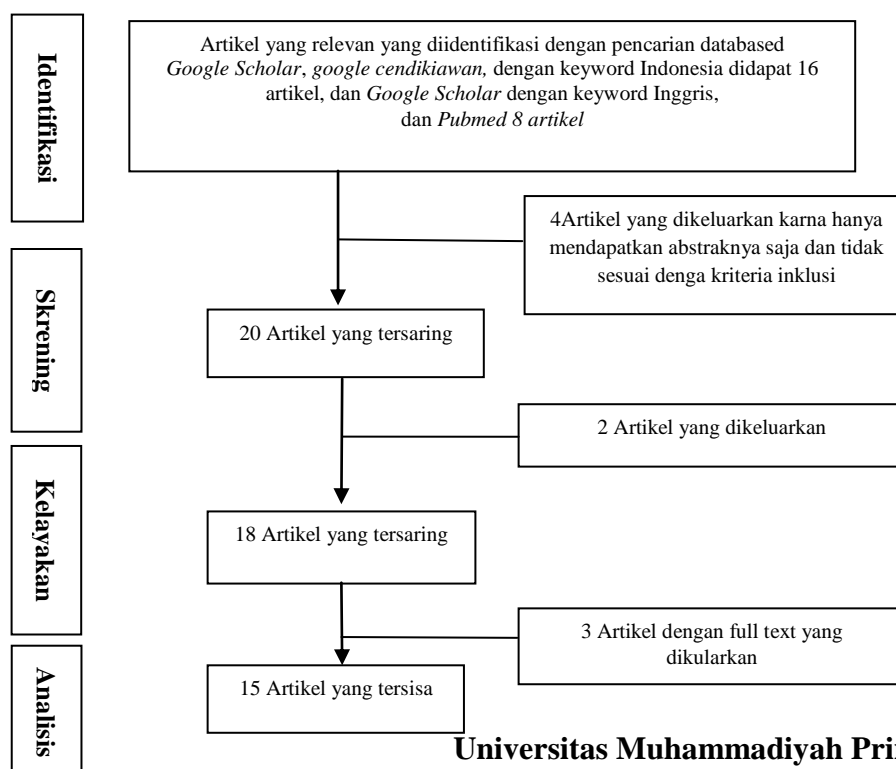 Identifikasi
Artikel yang relevan yang diidentifikasi dengan pencarian databased
Google Scholar, google cendikiawan, dengan keyword Indonesia didapat 16
artikel, dan Google Scholar dengan keyword Inggris,
dan Pubmed 8 artikel
4Artikel yang dikeluarkan karna hanya
mendapatkan abstraknya saja dan tidak
sesuai denga kriteria inklusi
Skrening
20 Artikel yang tersaring
2 Artikel yang dikeluarkan
Kelayakan
18 Artikel yang tersaring
3 Artikel dengan full text yang
dikularkan
Analisis
15 Artikel yang tersisa
Universitas Muhammadiyah